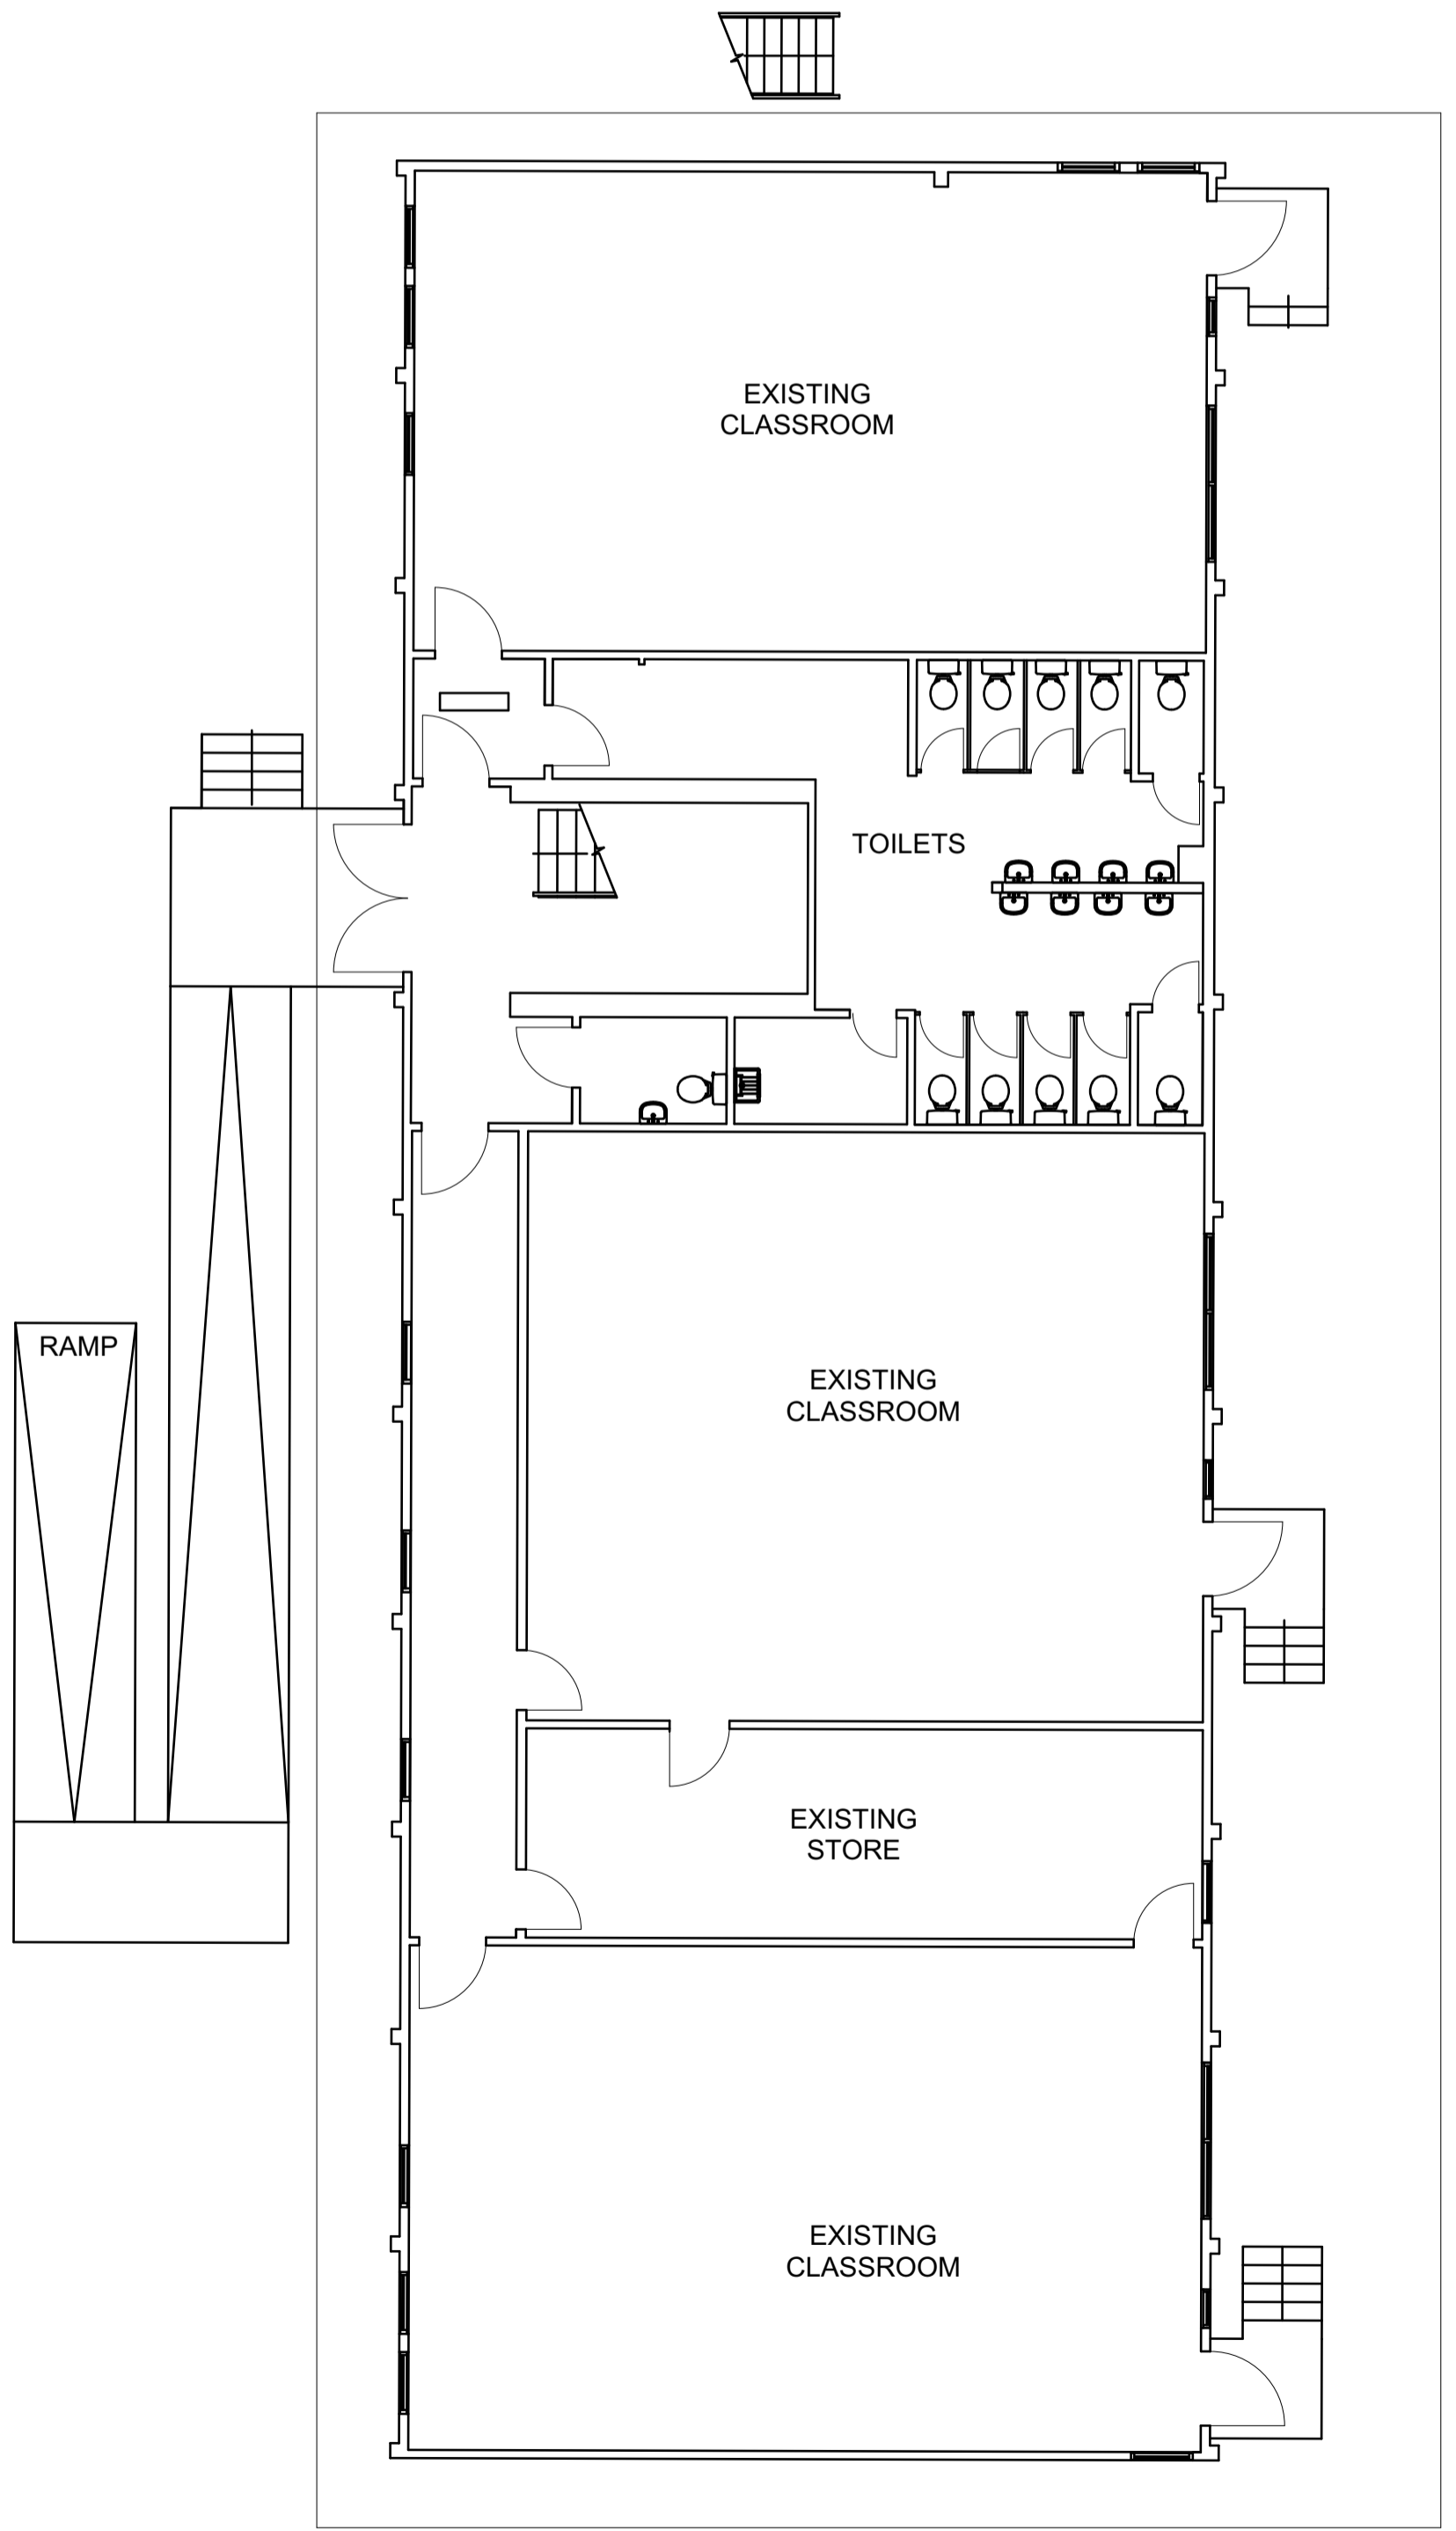 EXISTING
CLASSROOM
TOILETS
RAMP
EXISTING
CLASSROOM
EXISTING
STORE
EXISTING
CLASSROOM